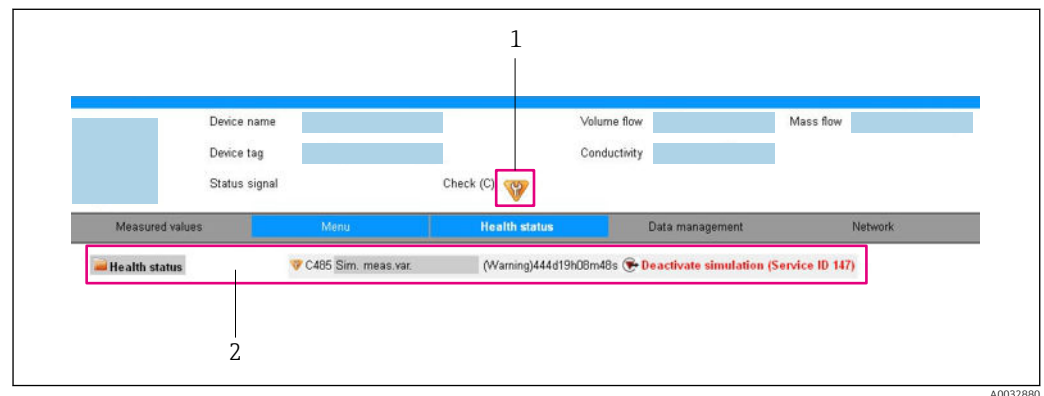 1
Device name Volume flow Mass flow
Device tag Conductivity
Status signal Check (C)
Measured values Menu Health status Data management Network
Health status C485 Sim. meas.var. (Warning)444d19h08m48s Deactivate simulation (Service ID 147)
2
A0032880